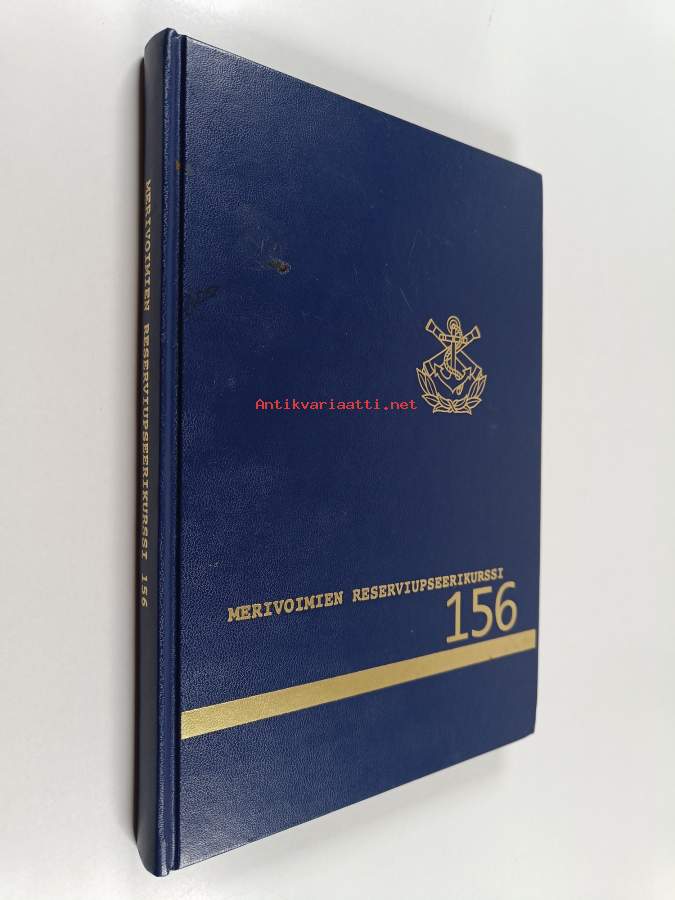 MERIVOIMIEN RESERVIUPSEERIKURSSI 156
Antikvariaatti.net
MERIVOIMIEN RESERVIUPSEERIKURSSI
156